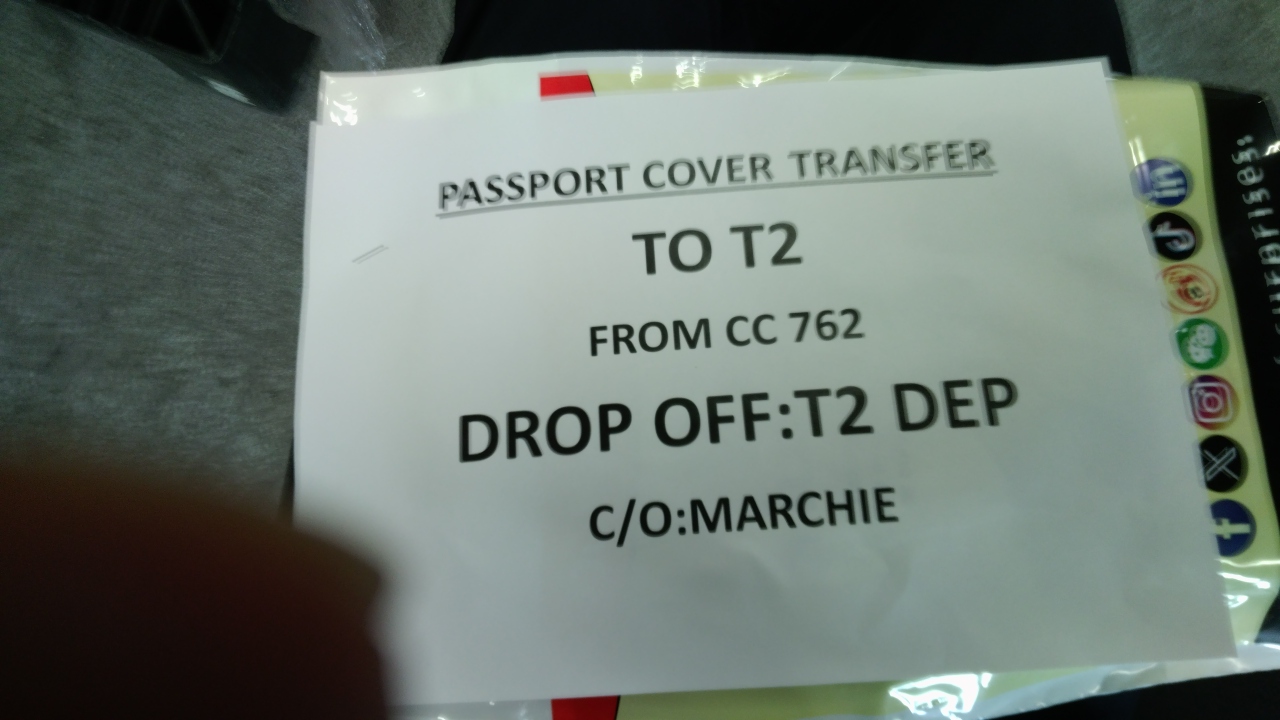 PASSPORT COVER TRANSFER
TO T2
FROM CC 762
DROP OFF:T2 DEP
C/O:MARCHIE